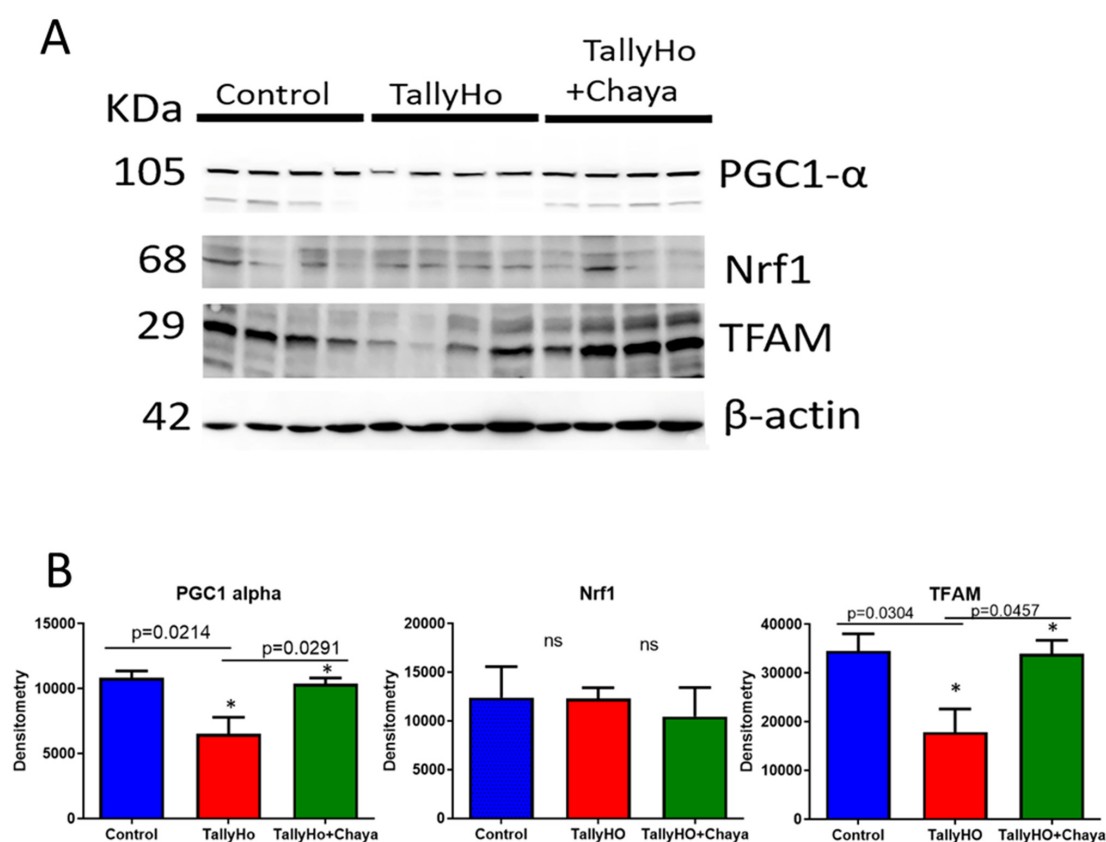 A
KDa
Control
TallyHo
TallyHo
+Chaya
105
PGC1-α
68
Nrf1
29
TFAM
42
β-actin
B
PGC1 alpha
p=0.0214
p=0.0291
*
*
Densitometry
15000
10000
5000
0
Control
TallyHo
TallyHo+Chaya
Nrf1
ns
ns
Densitometry
20000
15000
10000
5000
0
Control
TallyHO
TallyHO+Chaya
TFAM
p=0.0304
p=0.0457
*
*
Densitometry
40000
30000
20000
10000
0
Control
TallyHO
TallyHO+Chaya